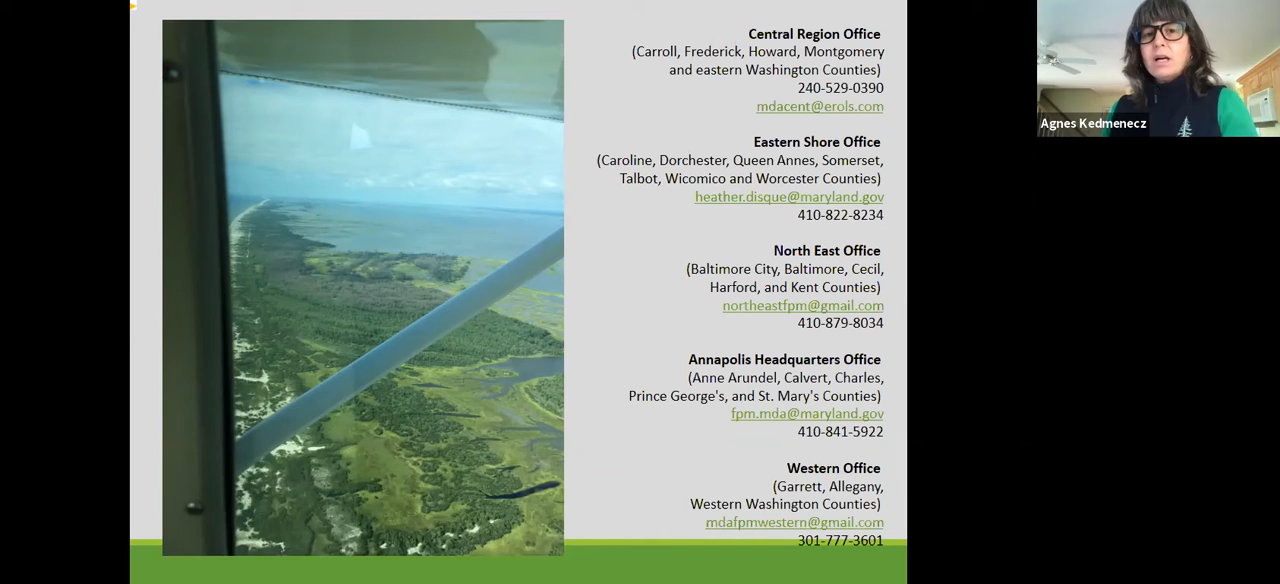 Central Region Office
(Carroll, Frederick, Howard, Montgomery
and eastern Washington Counties)
240-529-0390
mdacent@erols.com
Eastern Shore Office
(Caroline, Dorchester, Queen Annes, Somerset,
Talbot, Wicomico and Worcester Counties)
heather.disque@maryland.gov
410-822-8234
North East Office
(Baltimore City, Baltimore, Cecil,
Harford, and Kent Counties)
northeastfpm@gmail.com
410-879-8034
Annapolis Headquarters Office
(Anne Arundel, Calvert, Charles,
Prince George's, and St. Mary's Counties)
fpm.mda@maryland.gov
410-841-5922
Western Office
(Garrett, Allegany,
Western Washington Counties)
mdafpmwestern@gmail.com
301-777-3601
Agnes Kedmenecz